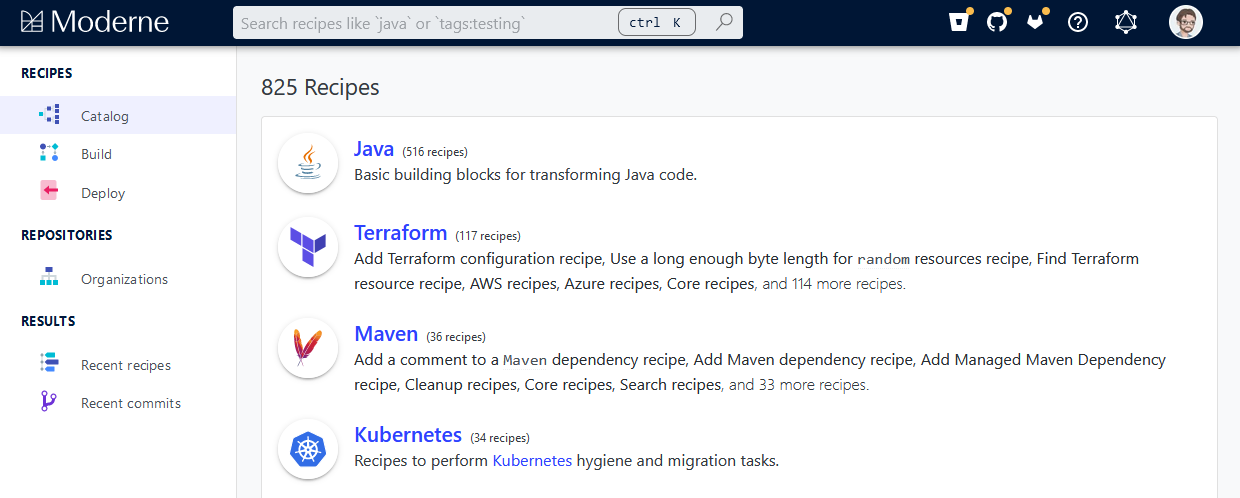 Moderne
Search recipes like `java` or `tags:testing`
ctrl K
RECIPES
Catalog
Build
Deploy
REPOSITORIES
Organizations
RESULTS
Recent recipes
Recent commits
825 Recipes
Java (516 recipes)
Basic building blocks for transforming Java code.
Terraform (117 recipes)
Add Terraform configuration recipe, Use a long enough byte length for random resources recipe, Find Terraform
resource recipe, AWS recipes, Azure recipes, Core recipes, and 114 more recipes.
Maven (36 recipes)
Add a comment to a Maven dependency recipe, Add Maven dependency recipe, Add Managed Maven Dependency
recipe, Cleanup recipes, Core recipes, Search recipes, and 33 more recipes.
Kubernetes (34 recipes)
Recipes to perform Kubernetes hygiene and migration tasks.